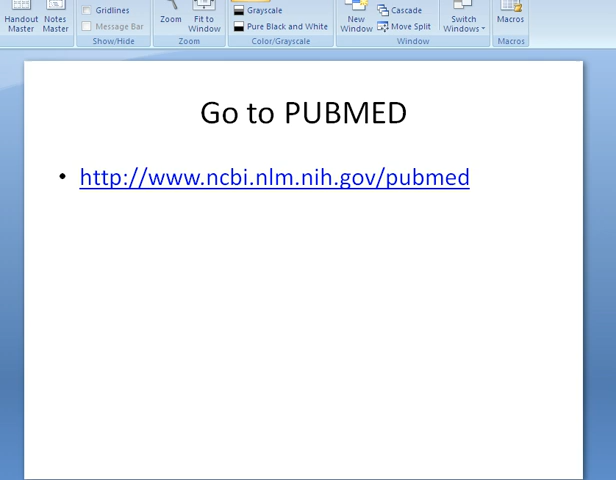 Handout Master
Notes Master
Gridlines
Message Bar
Show/Hide
Zoom
Fit to Window
Zoom
Grayscale
Pure Black and White
Color/Grayscale
New Window
Cascade
Move Split
Window
Switch Windows
Macros
Macros
Go to PUBMED
• http://www.ncbi.nlm.nih.gov/pubmed